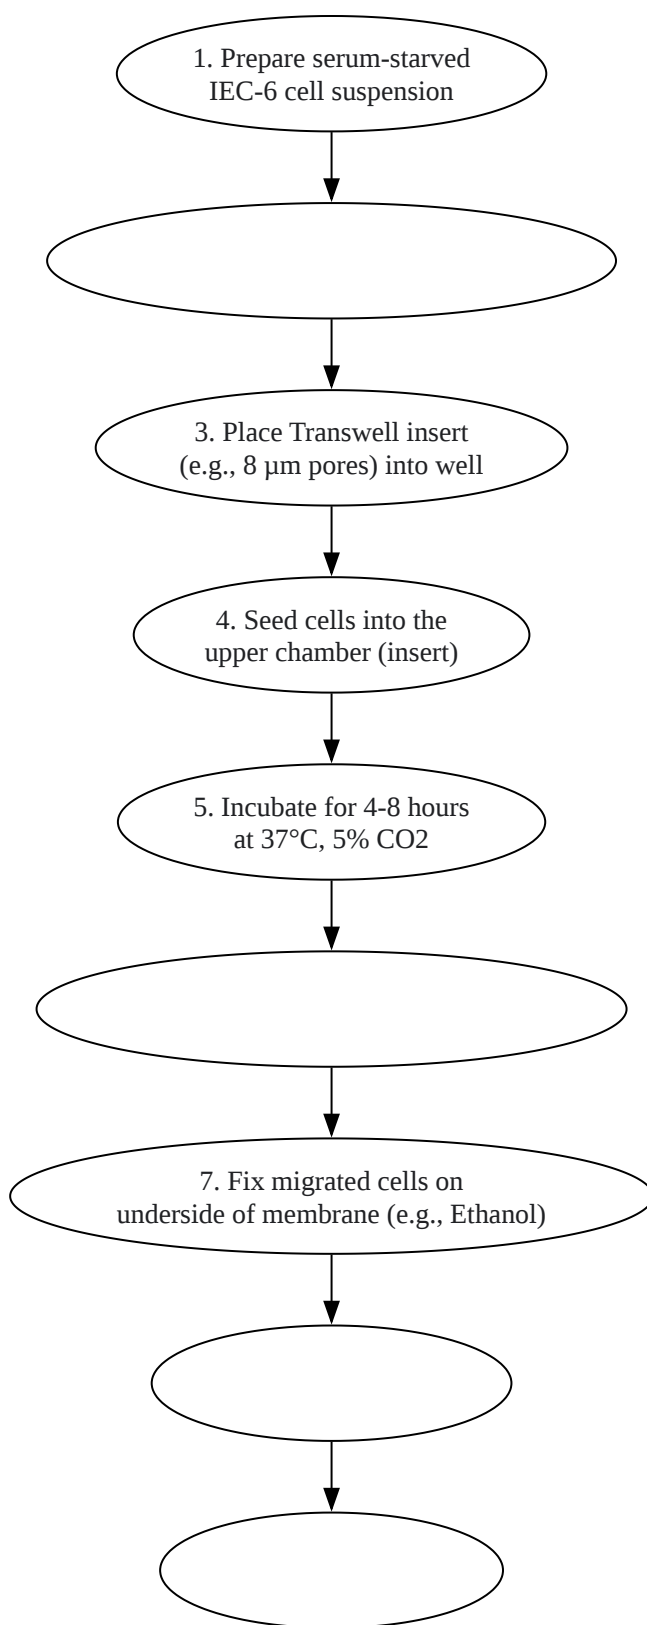 1. Prepare serum-starved
IEC-6 cell suspension
3. Place Transwell insert
(e.g., 8 µm pores) into well
4. Seed cells into the
upper chamber (insert)
5. Incubate for 4-8 hours
at 37°C, 5% CO2
7. Fix migrated cells on
underside of membrane (e.g., Ethanol)